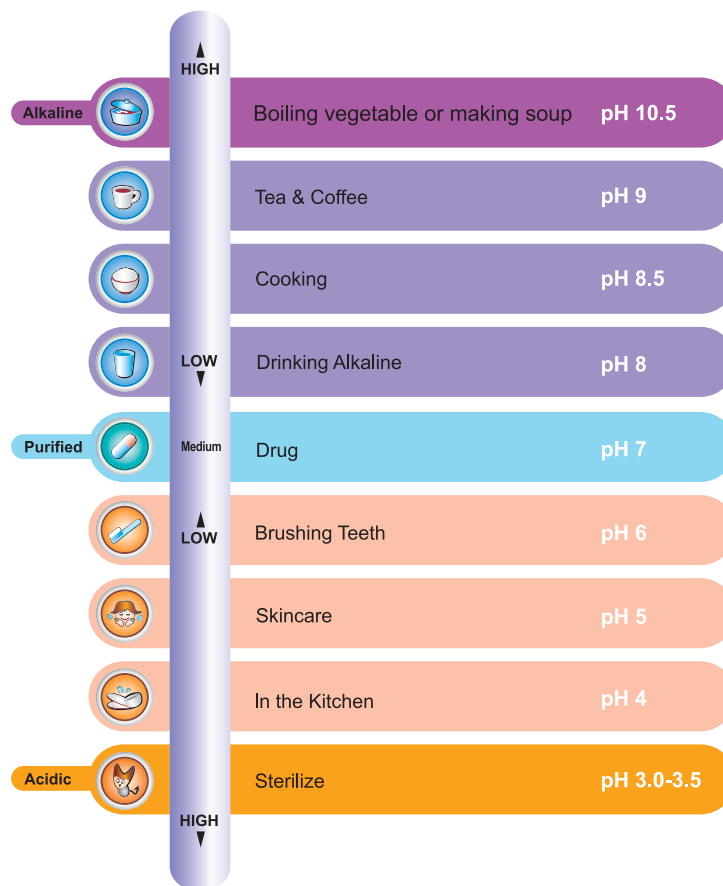 HIGH
Alkaline Boiling vegetable or making soup pH 10.5
Tea & Coffee pH 9
Cooking pH 8.5
LOW Drinking Alkaline pH 8
Purified Medium Drug pH 7
LOW Brushing Teeth pH 6
Skincare pH 5
In the Kitchen pH 4
Acidic Sterilize pH 3.0-3.5
HIGH